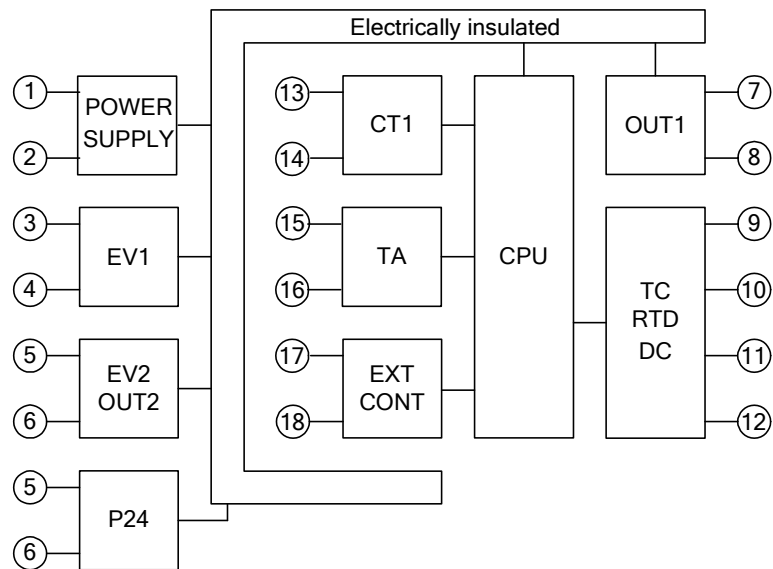 Electrically insulated
1
2
POWER
SUPPLY
3
4
EV1
5
6
EV2
OUT2
5
6
P24
13
14
CT1
15
16
TA
17
18
EXT
CONT
CPU
OUT1
7
8
TC
RTD
DC
9
10
11
12